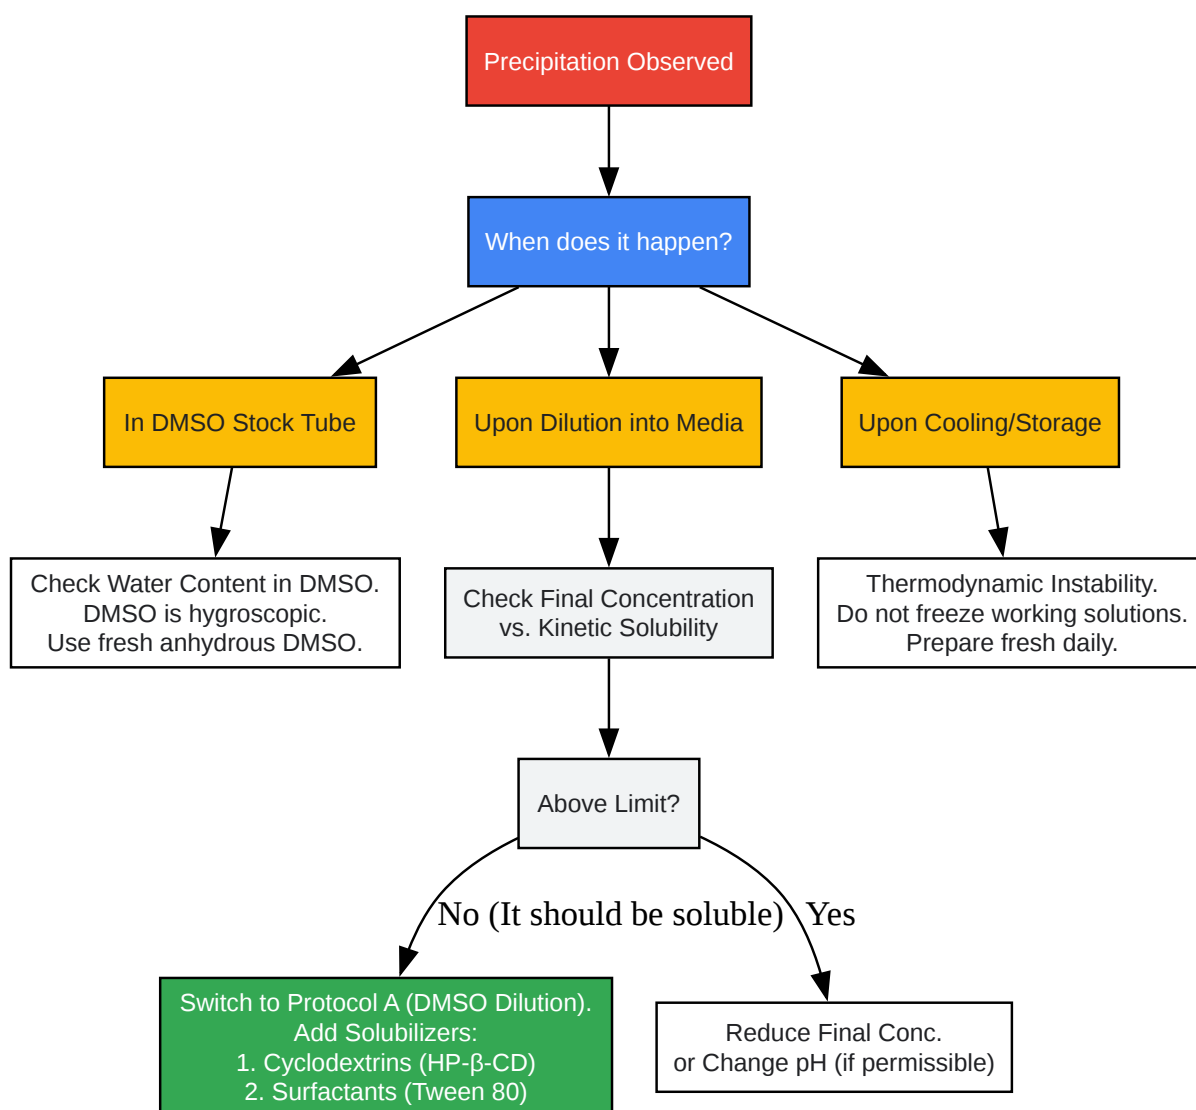 Precipitation Observed
When does it happen?
In DMSO Stock Tube
Upon Dilution into Media
Upon Cooling/Storage
Check Water Content in DMSO.
DMSO is hygroscopic.
Use fresh anhydrous DMSO.
Check Final Concentration
vs. Kinetic Solubility
Thermodynamic Instability.
Do not freeze working solutions.
Prepare fresh daily.
Above Limit?
No (It should be soluble)
Yes
Switch to Protocol A (DMSO Dilution).
Add Solubilizers:
1. Cyclodextrins (HP-β-CD)
2. Surfactants (Tween 80)
Reduce Final Conc.
or Change pH (if permissible)